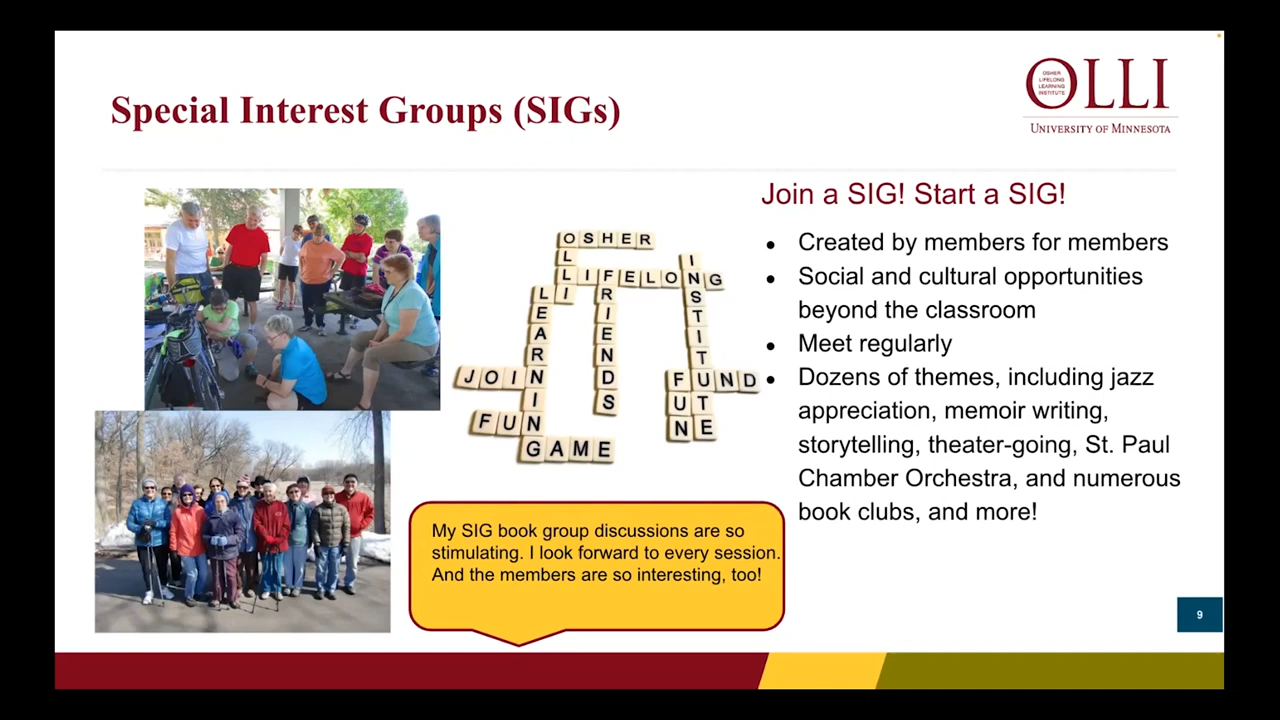 Special Interest Groups (SIGs)
OLLI
OSHER
LIFELONG
LEARNING
INSTITUTE
UNIVERSITY OF MINNESOTA
Join a SIG! Start a SIG!
• Created by members for members
• Social and cultural opportunities
beyond the classroom
• Meet regularly
• Dozens of themes, including jazz
appreciation, memoir writing,
storytelling, theater-going, St. Paul
Chamber Orchestra, and numerous
book clubs, and more!
OSHER
OLLI
LIFELONG
INSTITUTE
FRIENDS
LEARNING
JOIN
FUND
FUN
FUN
GAME
My SIG book group discussions are so
stimulating. I look forward to every session.
And the members are so interesting, too!
9